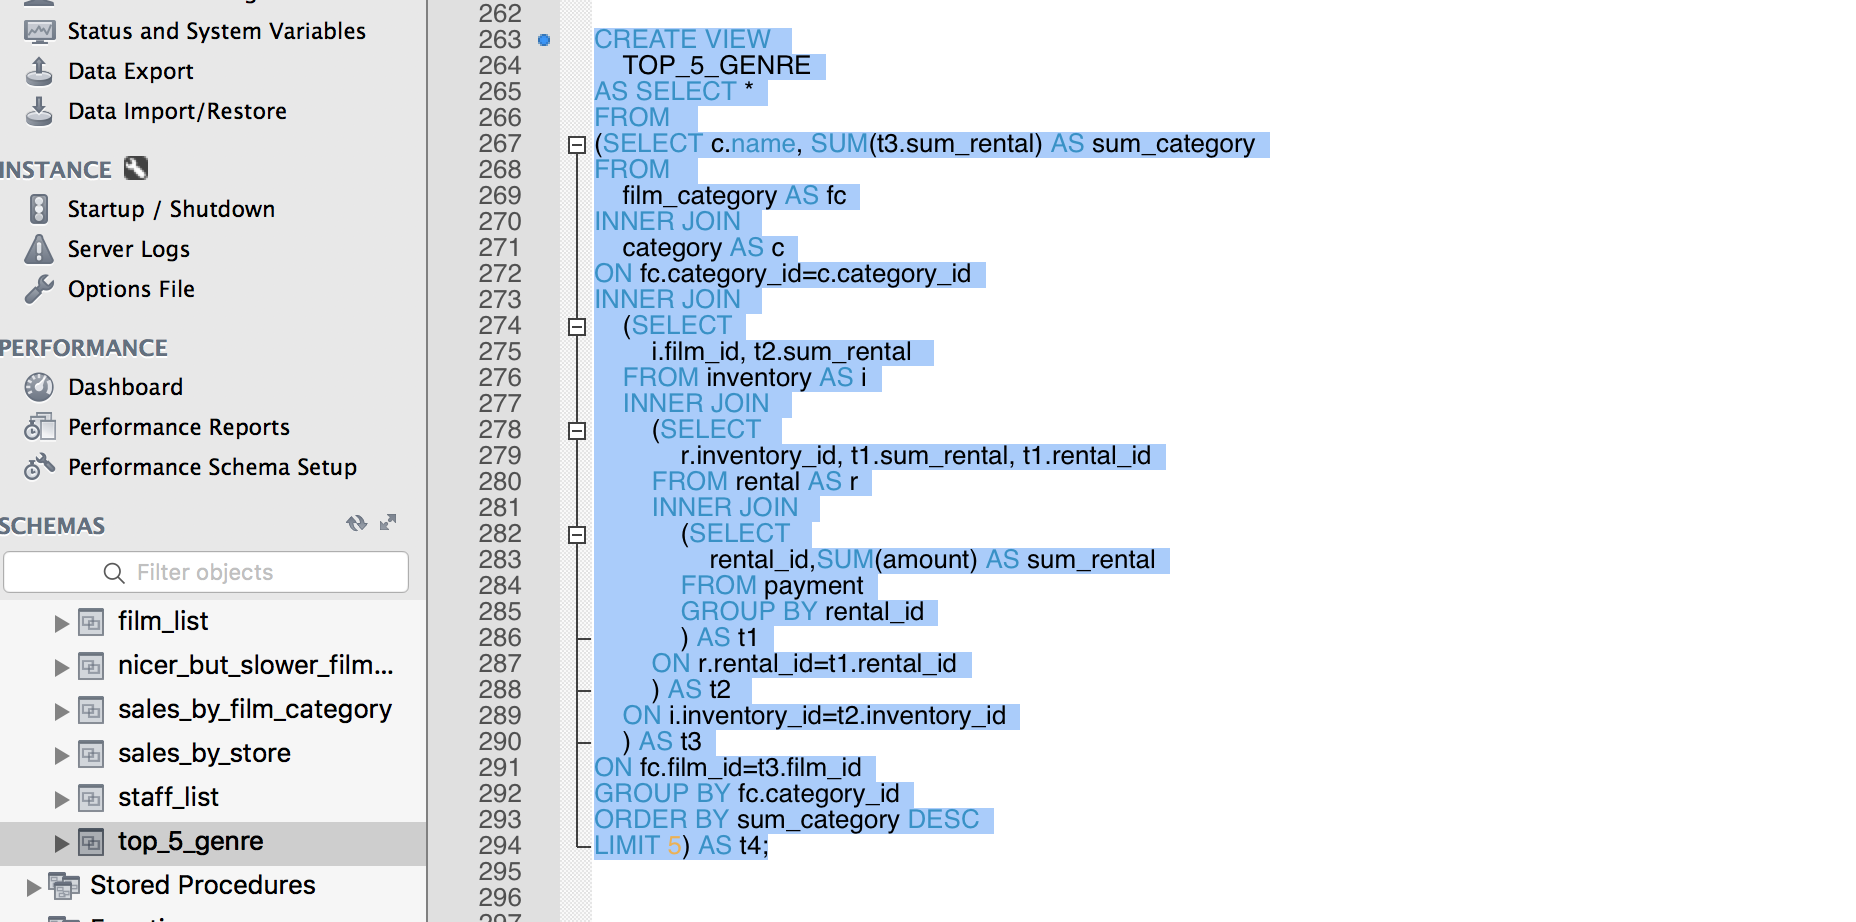 Status and System Variables
Data Export
Data Import/Restore
INSTANCE
Startup / Shutdown
Server Logs
Options File
PERFORMANCE
Dashboard
Performance Reports
Performance Schema Setup
SCHEMAS
Filter objects
film_list
nicer_but_slower_film...
sales_by_film_category
sales_by_store
staff_list
top_5_genre
Stored Procedures
262
263 CREATE VIEW
264 TOP_5_GENRE
265 AS SELECT *
266 FROM
267 (SELECT c.name, SUM(t3.sum_rental) AS sum_category
268 FROM
269 film_category AS fc
270 INNER JOIN
271 category AS c
272 ON fc.category_id=c.category_id
273 INNER JOIN
274 (SELECT
275 i.film_id, t2.sum_rental
276 FROM inventory AS i
277 INNER JOIN
278 (SELECT
279 r.inventory_id, t1.sum_rental, t1.rental_id
280 FROM rental AS r
281 INNER JOIN
282 (SELECT
283 rental_id,SUM(amount) AS sum_rental
284 FROM payment
285 GROUP BY rental_id
286 ) AS t1
287 ON r.rental_id=t1.rental_id
288 ) AS t2
289 ON i.inventory_id=t2.inventory_id
290 ) AS t3
291 ON fc.film_id=t3.film_id
292 GROUP BY fc.category_id
293 ORDER BY sum_category DESC
294 LIMIT 5) AS t4;
295
296
297